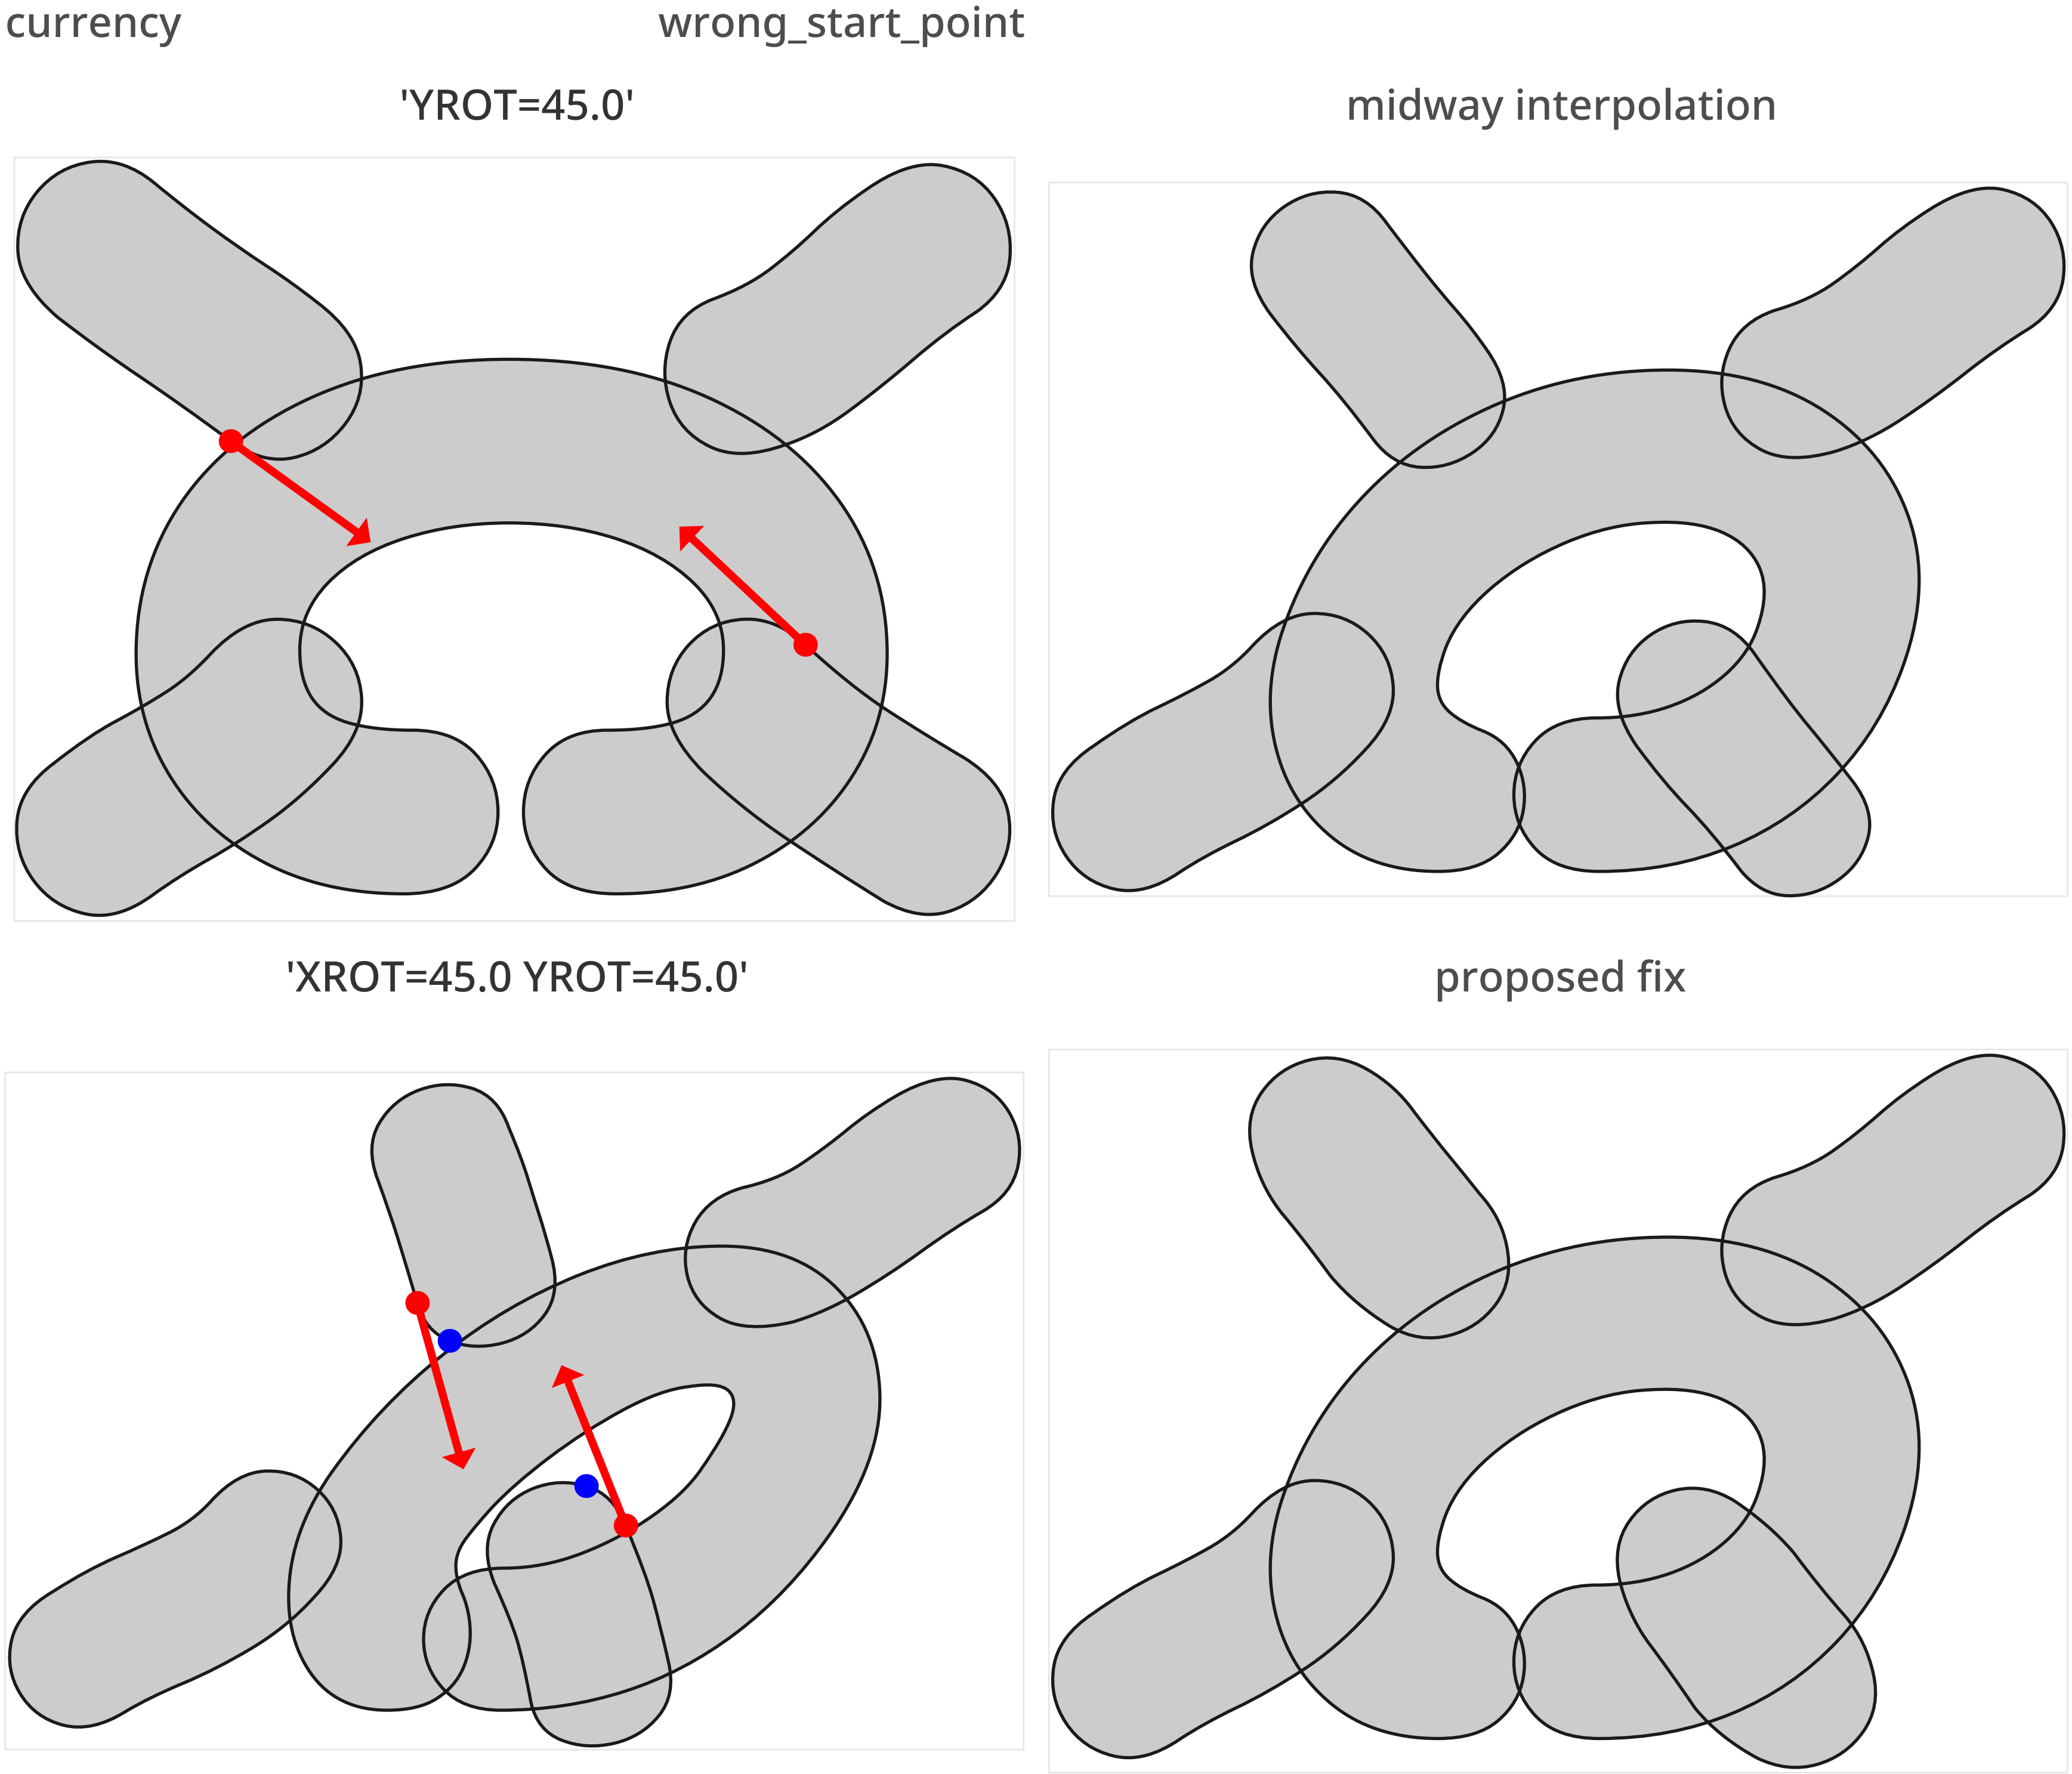 currency
wrong_start_point
'YROT=45.0'
midway interpolation
'XROT=45.0 YROT=45.0'
proposed fix